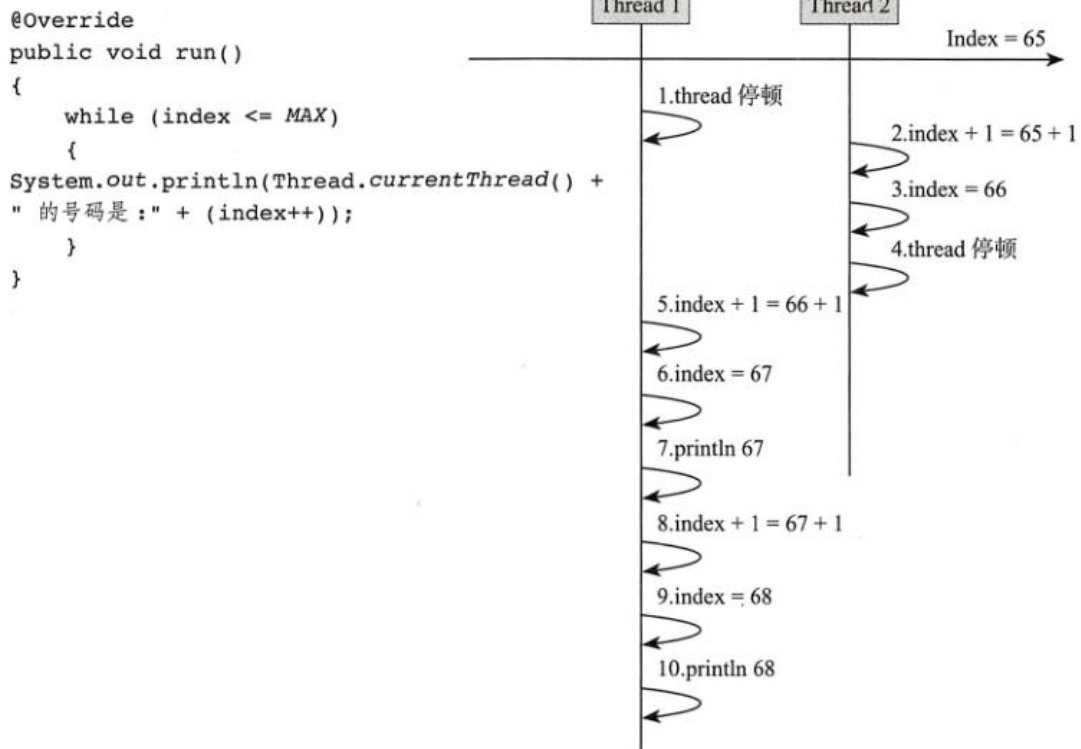 @Override
public void run()
{
while (index <= MAX)
{
System.out.println(Thread.currentThread() +
" 的号码是 :" + (index++));
}
}
Thread 1
Thread 2
Index = 65
1.thread 停顿
2.index + 1 = 65 + 1
3.index = 66
4.thread 停顿
5.index + 1 = 66 + 1
6.index = 67
7.println 67
8.index + 1 = 67 + 1
9.index = 68
10.println 68